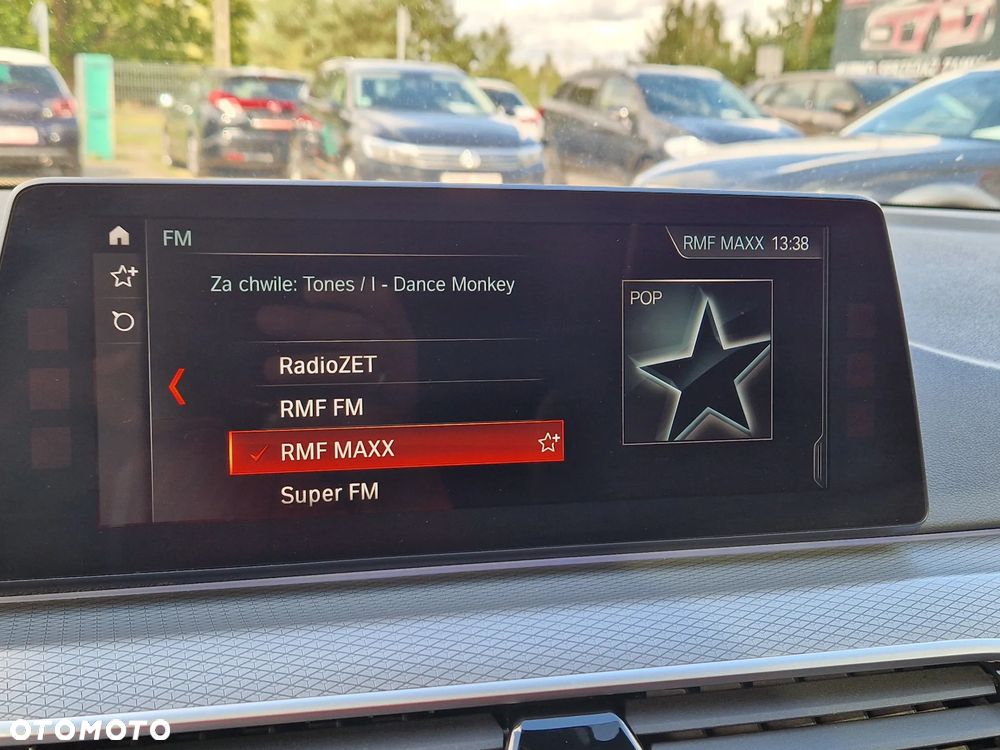 FM
RMF MAXX 13:38
Za chwile: Tones / I - Dance Monkey
POP
RadioZET
RMF FM
RMF MAXX
Super FM
OTOMOTO